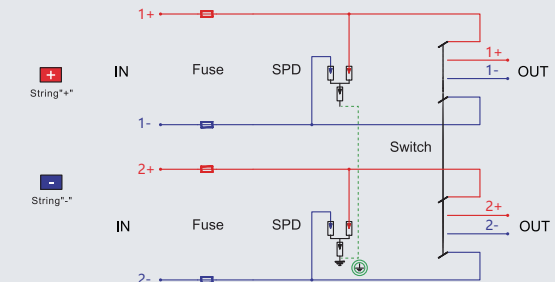 1+
+
String"+"
IN
Fuse
SPD
1+
1-
OUT
1-
Switch
2+
-
String"-"
IN
Fuse
SPD
2+
2-
OUT
2-